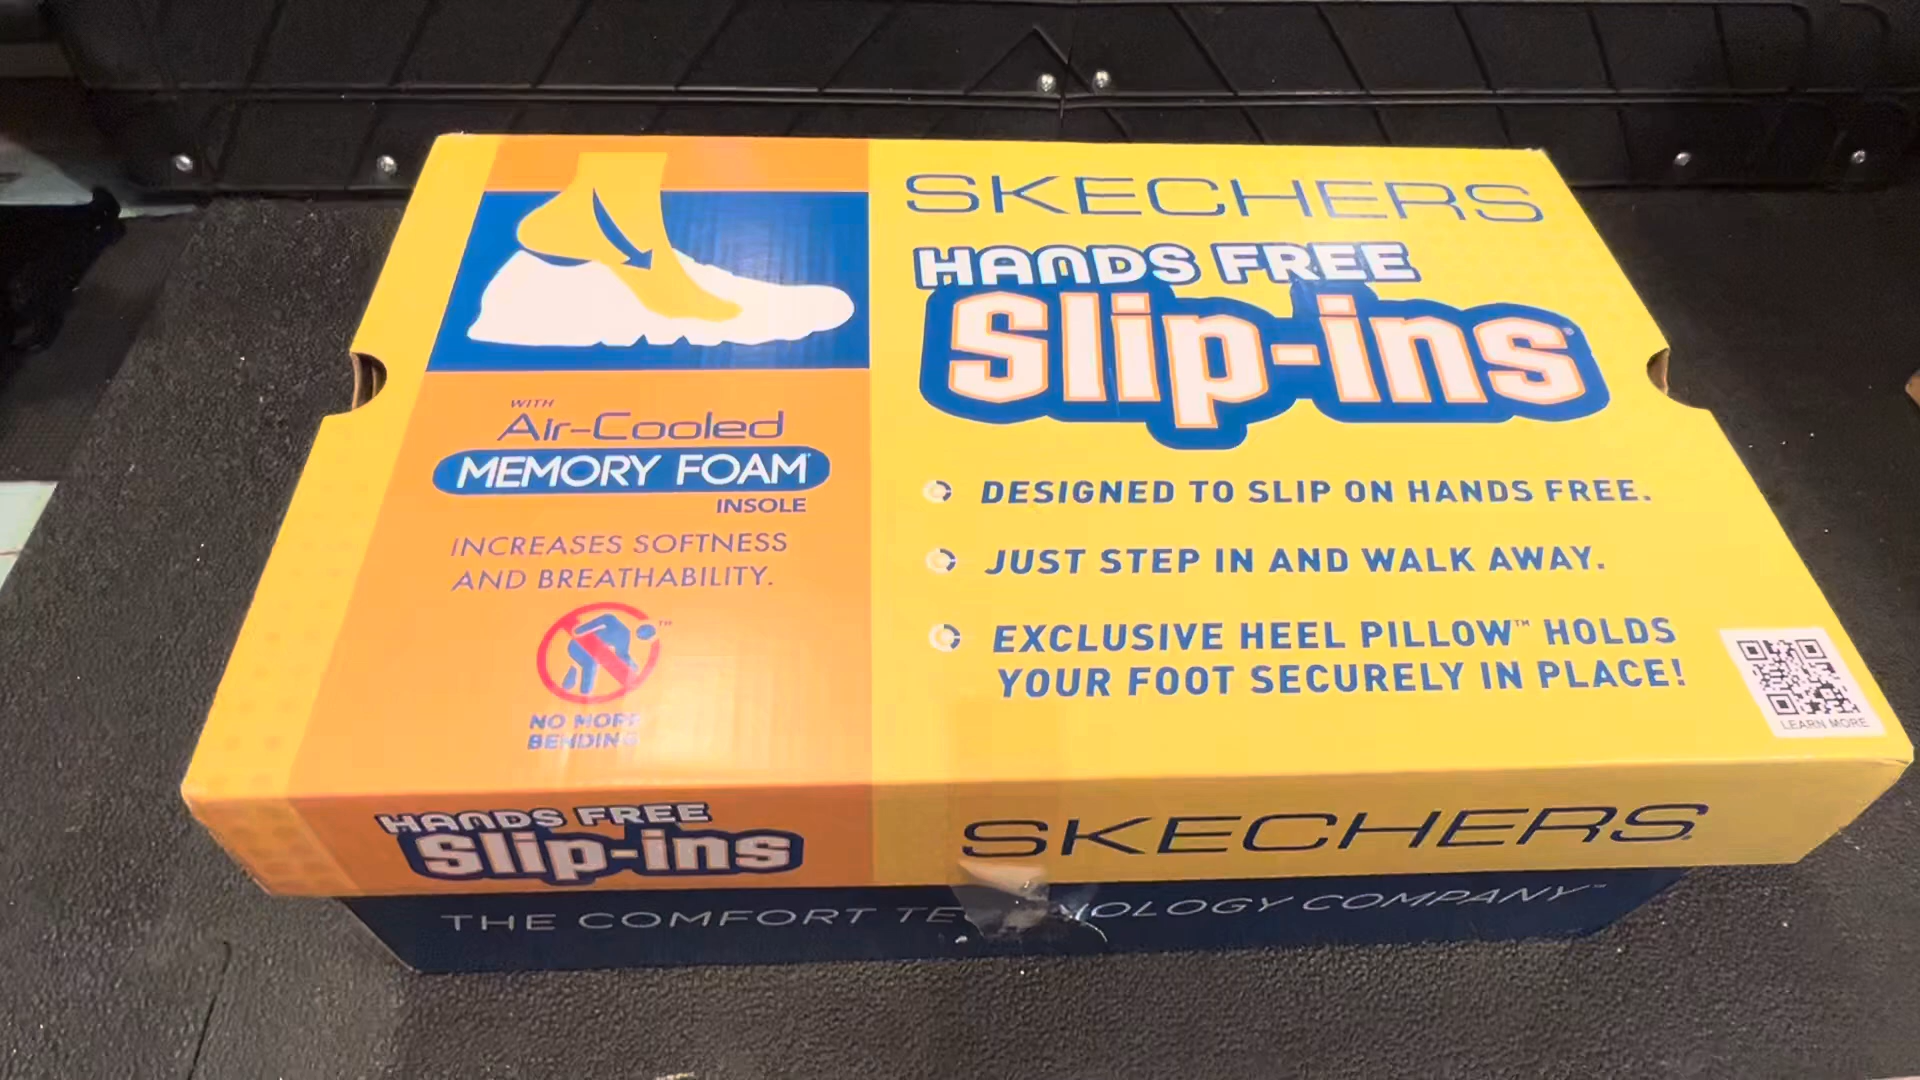 SKECHERS
HANDS FREE
Slip-ins®
WITH
Air-Cooled
MEMORY FOAM
INSOLE
INCREASES SOFTNESS
AND BREATHABILITY.
NO MORE
BENDING
™
DESIGNED TO SLIP ON HANDS FREE.
JUST STEP IN AND WALK AWAY.
EXCLUSIVE HEEL PILLOW™ HOLDS
YOUR FOOT SECURELY IN PLACE!
LEARN MORE
HANDS FREE
Slip-ins
SKECHERS
THE COMFORT TECHNOLOGY COMPANY™